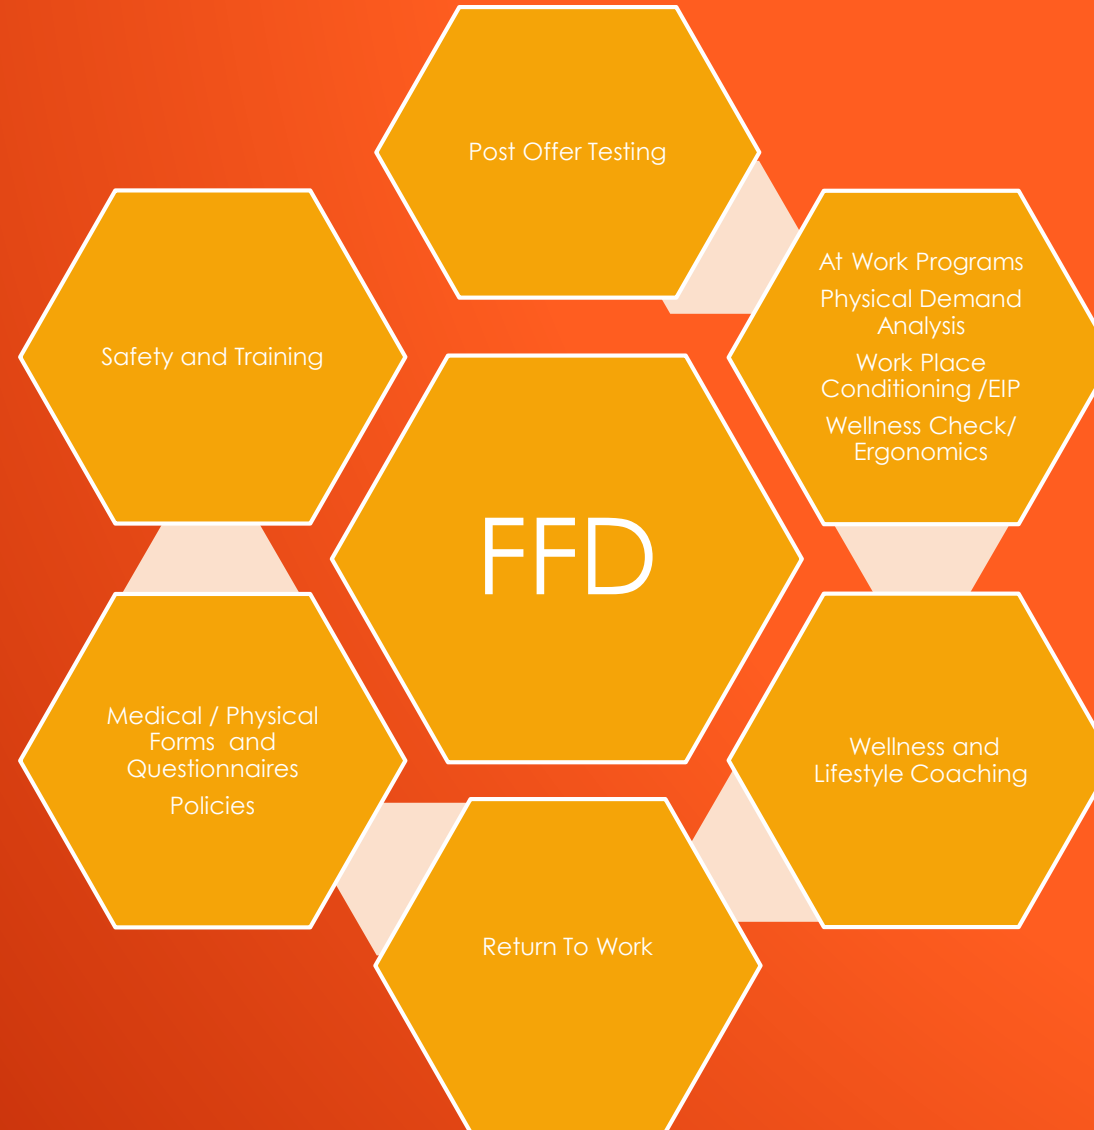 Post Offer Testing
At Work Programs
Physical Demand
Analysis
Work Place
Conditioning /EIP
Wellness Check/
Ergonomics
Safety and Training
FFD
Medical / Physical
Forms and
Questionnaires
Policies
Wellness and
Lifestyle Coaching
Return To Work